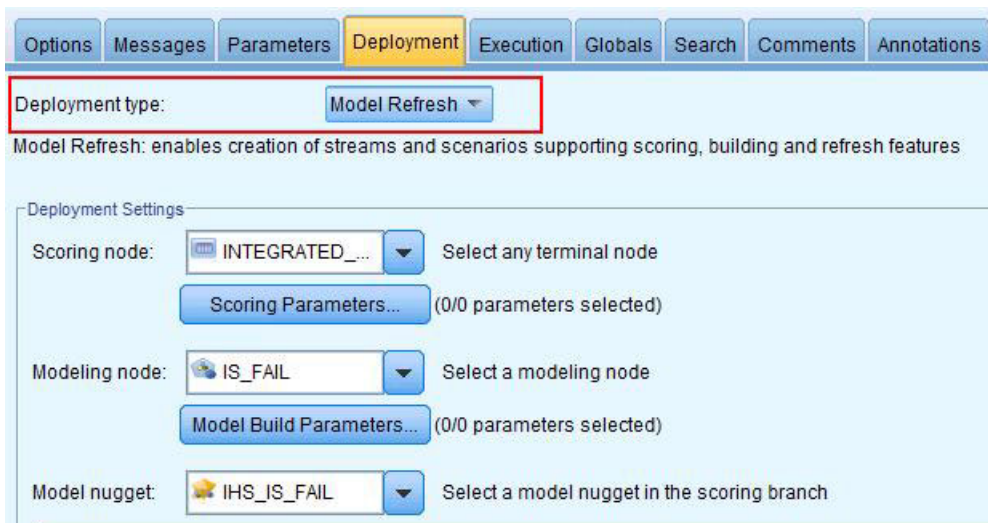 Options Messages Parameters Deployment Execution Globals Search Comments Annotations
Deployment type: Model Refresh
Model Refresh: enables creation of streams and scenarios supporting scoring, building and refresh features
Deployment Settings
Scoring node: INTEGRATED_... Select any terminal node
Scoring Parameters... (0/0 parameters selected)
Modeling node: IS_FAIL Select a modeling node
Model Build Parameters... (0/0 parameters selected)
Model nugget: IHS_IS_FAIL Select a model nugget in the scoring branch